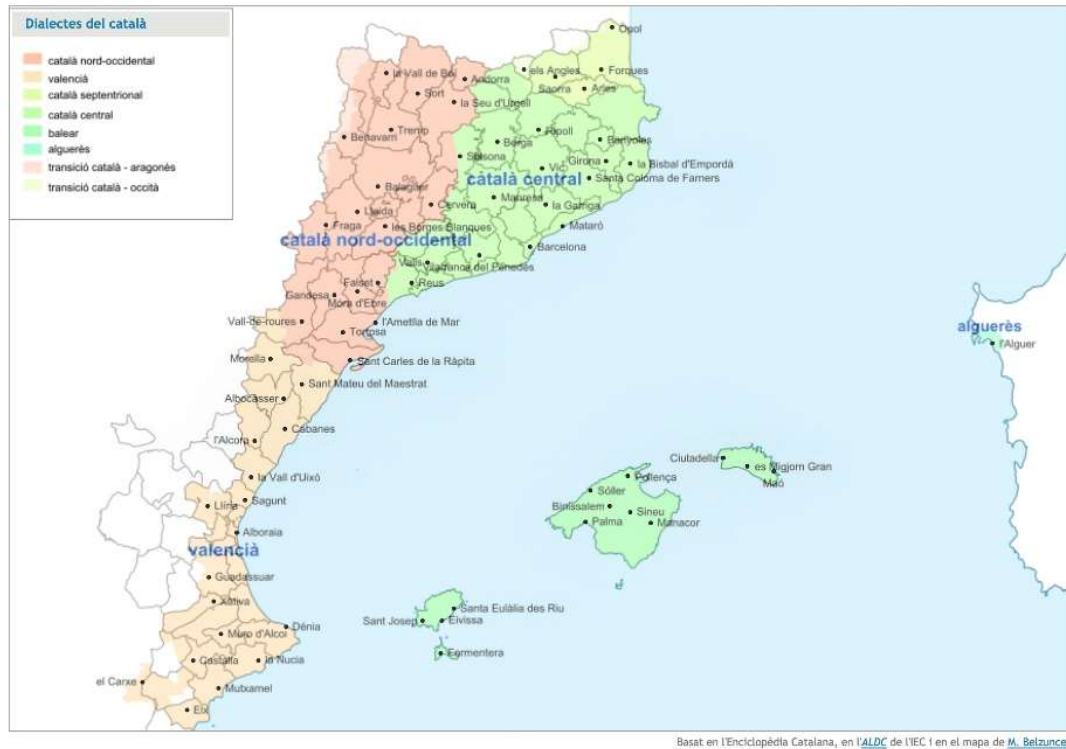 Dialectes del català
català nord-occidental
valencià
català septentrional
català central
balear
alguerès
transició català - aragonès
transició català - occità
Òpol
la Vall de Boí
Andorra
els Angles
Forques
Sort
Saorra
Arles
la Seu d'Urgell
Benavarri
Tremp
Berga
Ripoll
Banyoles
Solsona
Vic
Girona
la Bisbal d'Empordà
català central
Santa Coloma de Farners
Balaguer
Manresa
Cervera
la Garriga
Lleida
Fraga
les Borges Blanques
Mataró
català nord-occidental
Barcelona
Valls
Vilafranca del Penedès
Falset
Reus
Gandesa
Móra d'Ebre
Vall-de-roures
l'Ametlla de Mar
Tortosa
alguerès
l'Alguer
Morella
Sant Carles de la Ràpita
Sant Mateu del Maestrat
Albocàsser
Cabanes
l'Alcora
Ciutadella
es Migjorn Gran
Maó
la Vall d'Uixó
Pollença
Sóller
Sagunt
Llíria
Binissalem
Sineu
Palma
Manacor
Alboraia
valencià
Guadassuar
Xàtiva
Santa Eulàlia des Riu
Sant Josep
Eivissa
Dénia
Muro d'Alcoi
Formentera
Castalla
la Nucia
el Carxe
Mutxamel
Elx
Basat en l'Enciclopèdia Catalana, en l'ALDC de l'IEC i en el mapa de M. Belzunce